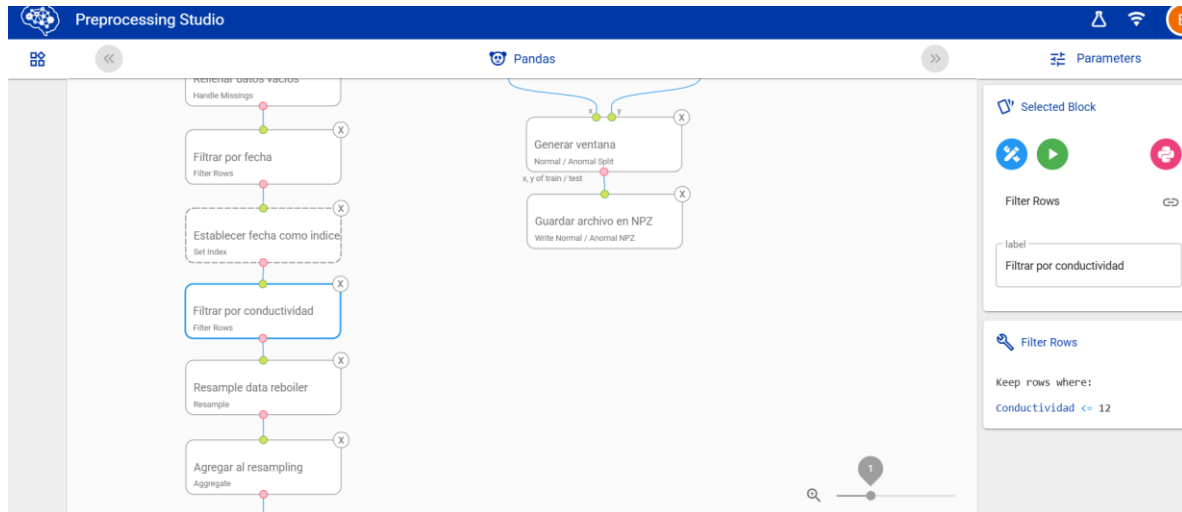 Preprocessing Studio
Pandas
Parameters
Rellenar datos vacíos
Handle Missings
X
Filtrar por fecha
Filter Rows
X
Establecer fecha como indice
Set Index
X
Filtrar por conductividad
Filter Rows
X
Resample data reboiler
Resample
X
Agregar al resampling
Aggregate
x
y
X
Generar ventana
Normal / Anomal Split
x, y of train / test
X
Guardar archivo en NPZ
Write Normal / Anomal NPZ
1
Selected Block
Filter Rows
label
Filtrar por conductividad
Filter Rows
Keep rows where:
Conductividad <= 12